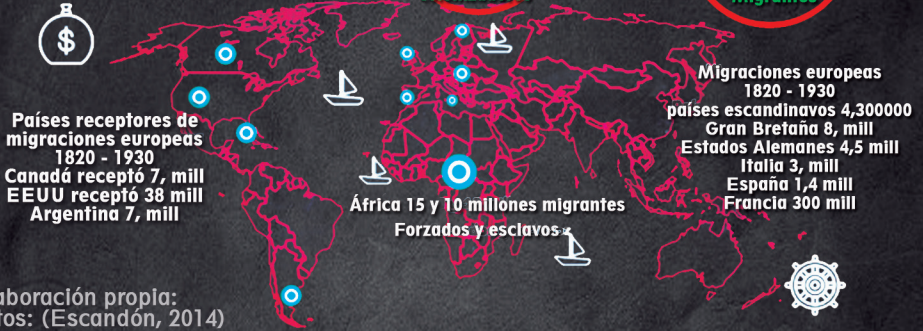 migrantes
$
Países receptores de
migraciones europeas
1820 - 1930
Canadá receptó 7, mill
EEUU receptó 38 mill
Argentina 7, mill
Migraciones europeas
1820 - 1930
países escandinavos 4,300000
Gran Bretaña 8, mill
Estados Alemanes 4,5 mill
Italia 3, mill
España 1,4 mill
Francia 300 mill
África 15 y 10 millones migrantes
Forzados y esclavos
aboración propia:
tos: (Escandón, 2014)